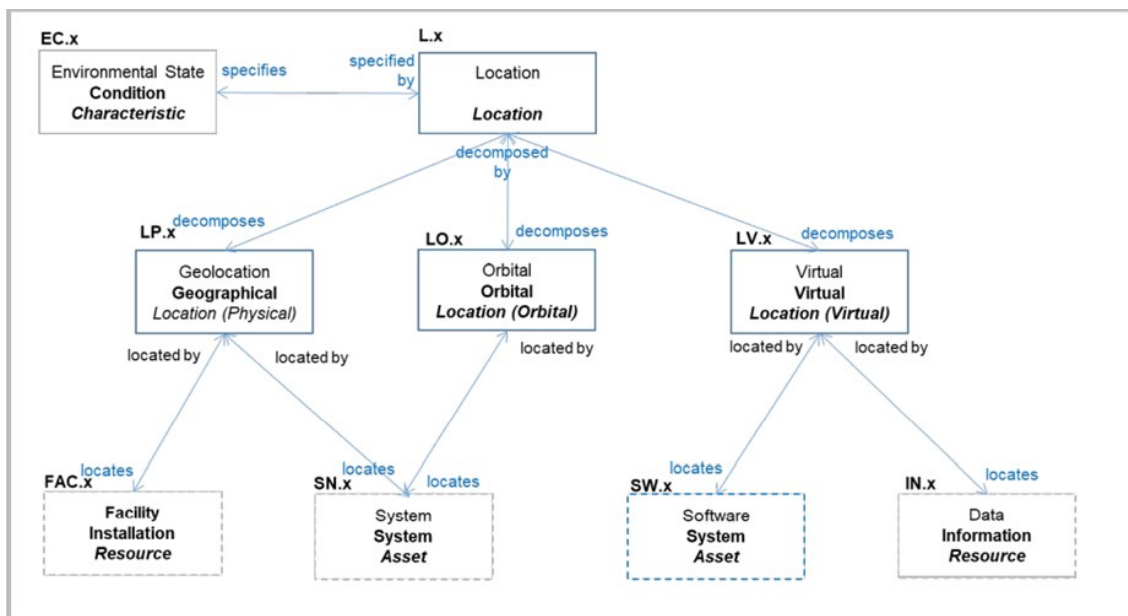 EC.x
L.x
Environmental State
Condition
Characteristic
specifies
specified
by
Location
Location
decomposed
by
decomposes
decomposes
decomposes
LP.x
LO.x
LV.x
Geolocation
Geographical
Location (Physical)
Orbital
Orbital
Location (Orbital)
Virtual
Virtual
Location (Virtual)
located by
located by
located by
located by
located by
locates
locates
locates
locates
locates
FAC.x
SN.x
SW.x
IN.x
Facility
Installation
Resource
System
System
Asset
Software
System
Asset
Data
Information
Resource